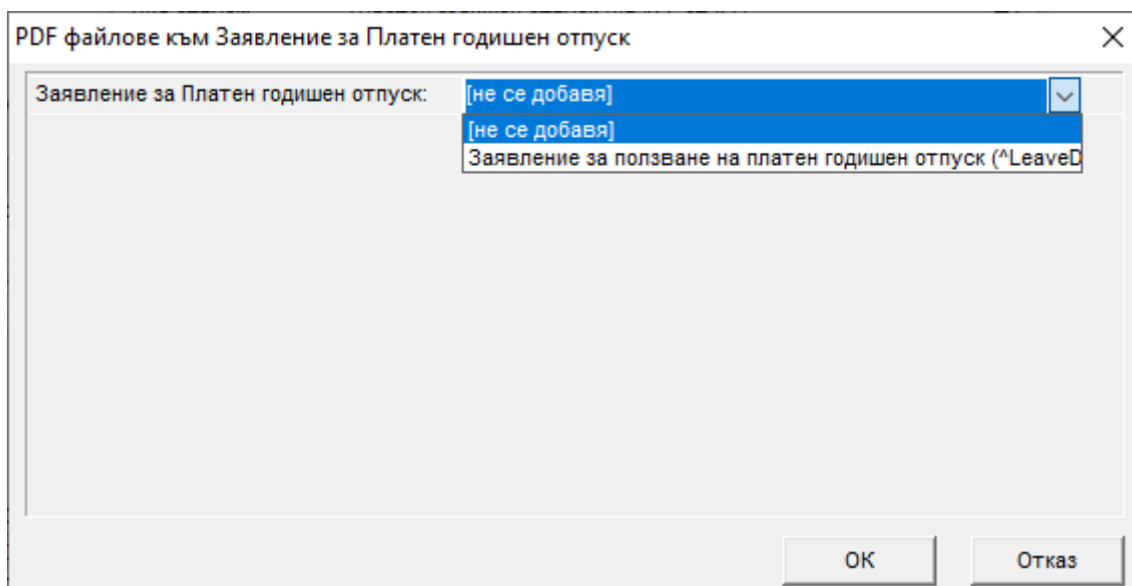 PDF файлове към Заявление за Платен годишен отпуск
Заявление за Платен годишен отпуск: [не се добавя]
[не се добавя]
Заявление за ползване на платен годишен отпуск (^LeaveD
ОК Отказ